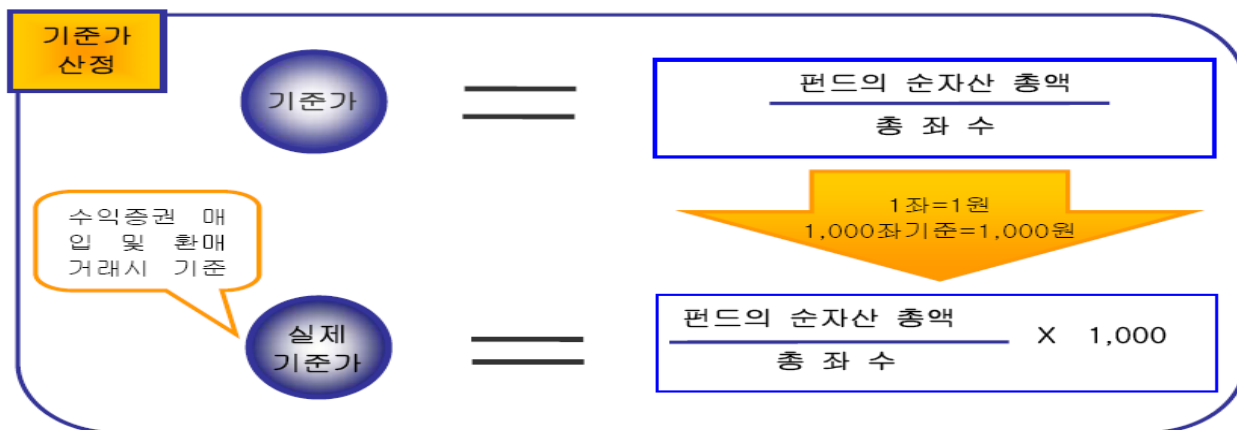 기준가
산정
기준가
펀드의 순자산 총액
총 좌 수
수익증권 매
입 및 환매
거래시 기준
1좌=1원
1,000좌기준=1,000원
실제
기준가
펀드의 순자산 총액
총 좌 수
X 1,000